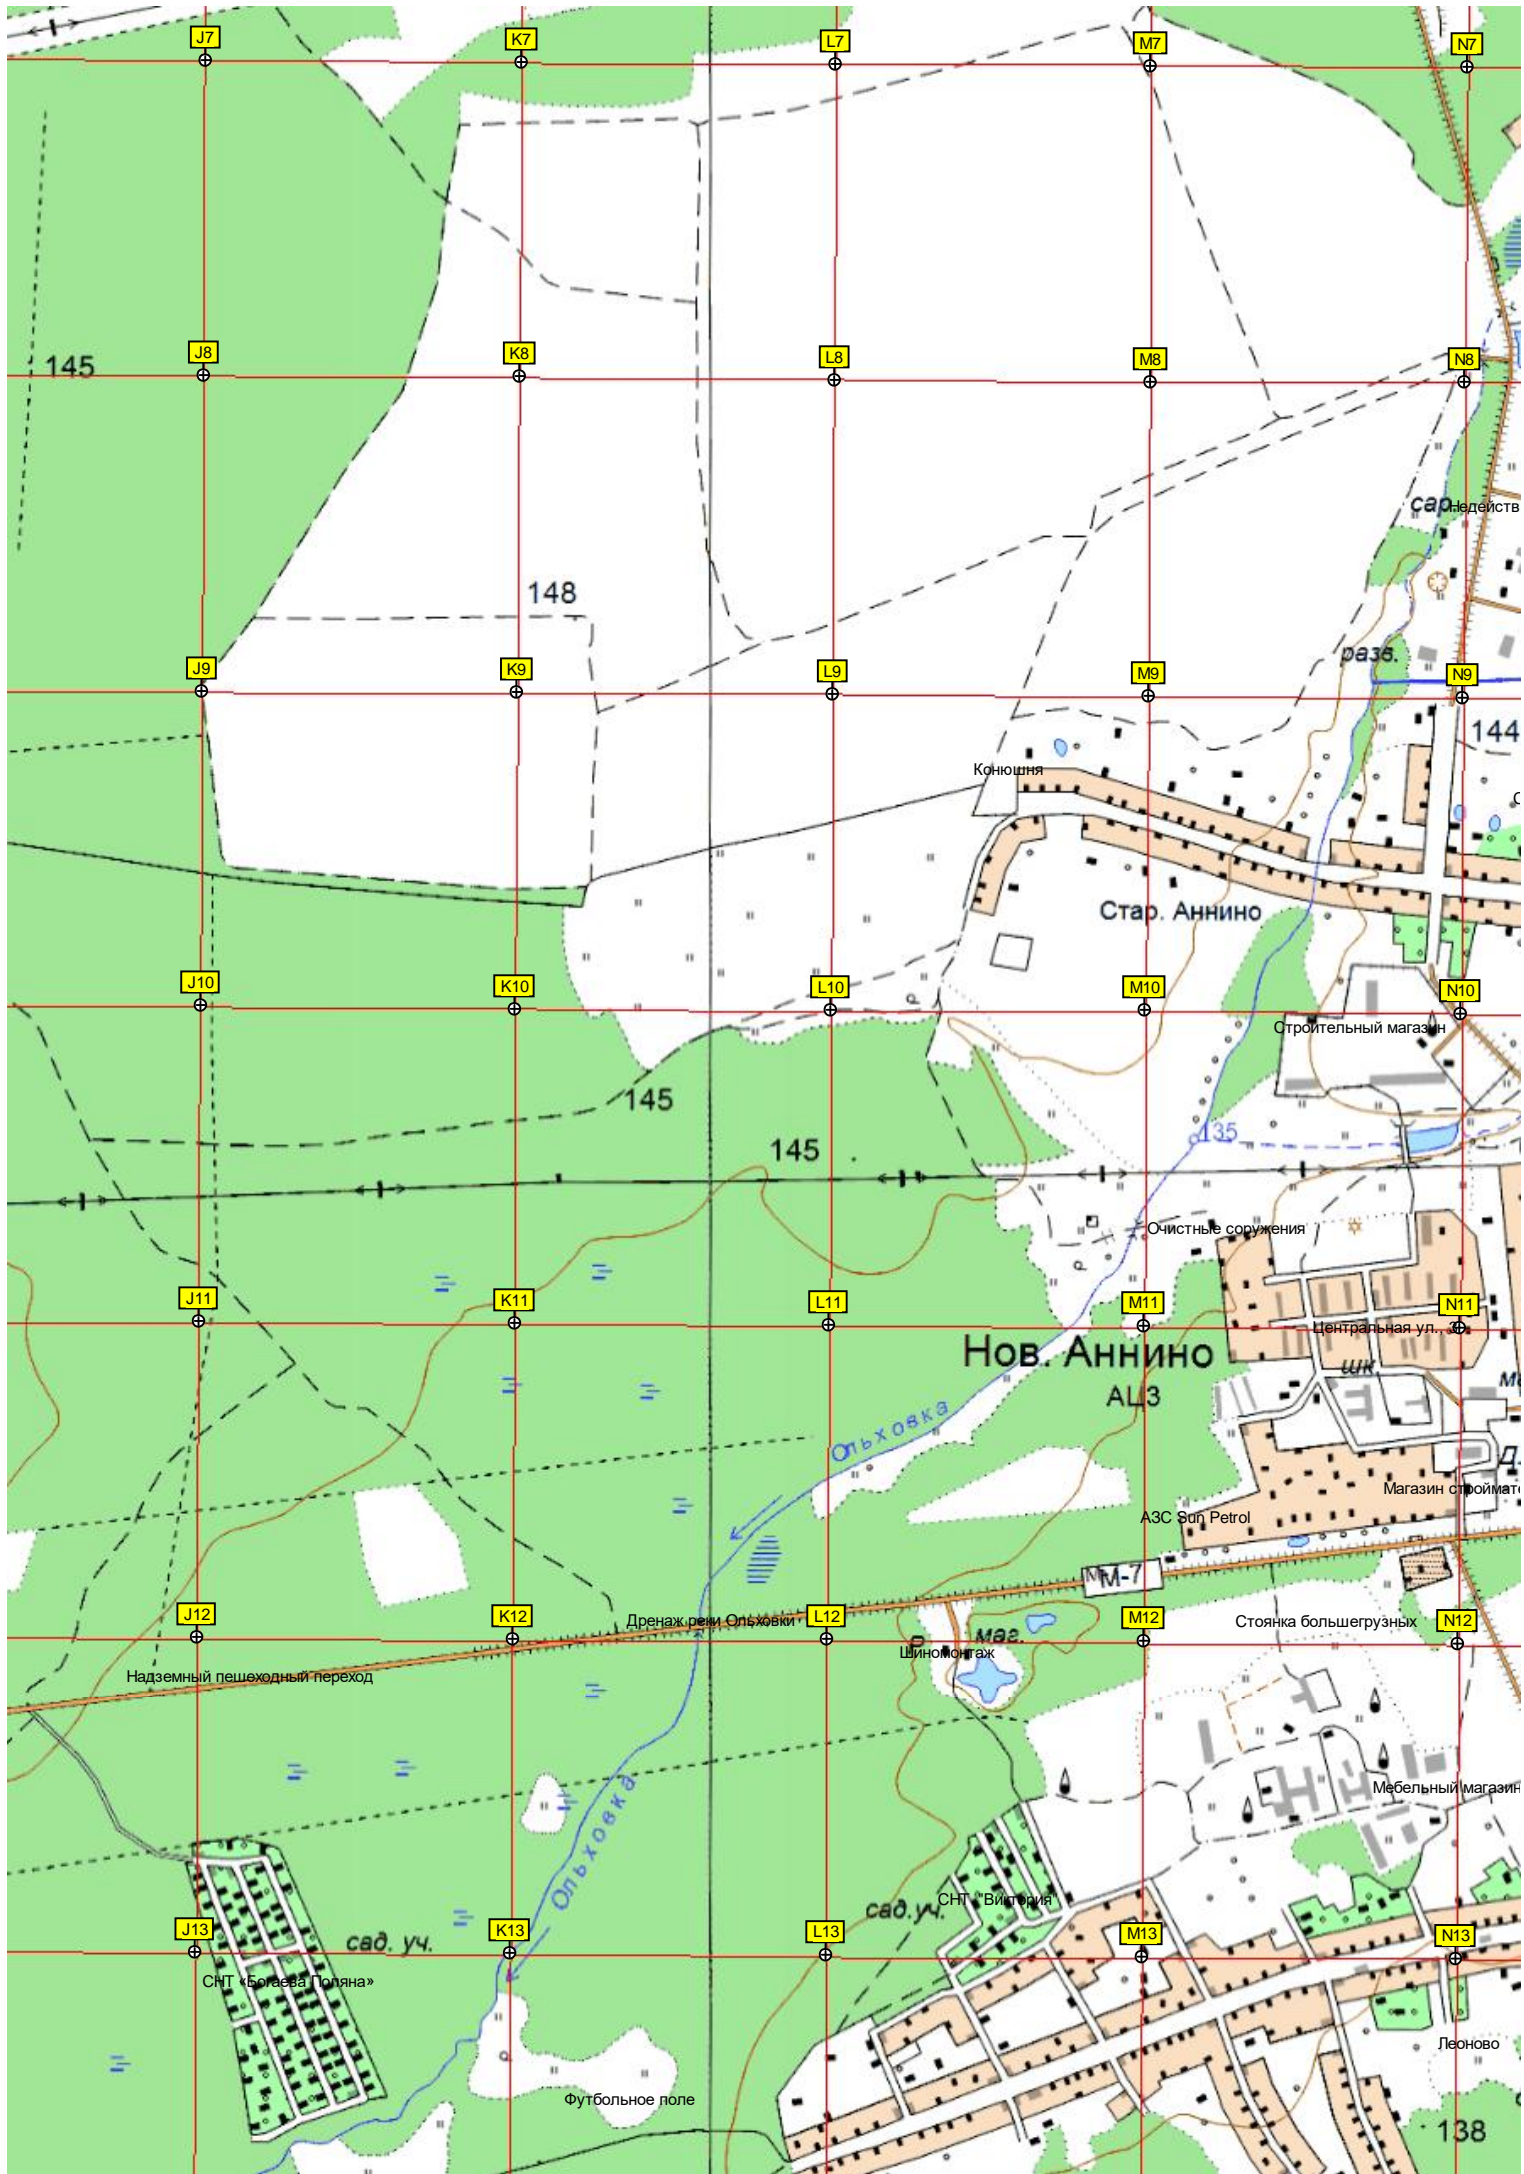 J7
K7
L7
M7
N7
J8
K8
L8
M8
N8
145
сар.
Недейств
148
разв.
J9
K9
L9
M9
N9
144
Конюшня
Стар. Аннино
J10
K10
L10
M10
N10
Строительный магазин
145
135
145
Очистные соружения
J11
K11
L11
M11
N11
Центральная ул., 3
Нов. Аннино
шк.
АЦЗ
Ольховка
Магазин строймат
АЗС Sun Petrol
М-7
J12
K12
Дренаж реки Ольховки
L12
M12
Стоянка большегрузных
N12
маг.
Шиномонтаж
Надземный пешеходный переход
Мебельный магазин
Ольховка
СНТ "Виктория"
сад.уч.
J13
K13
L13
M13
N13
сад. уч.
СНТ «Богаева Поляна»
Леоново
Футбольное поле
138